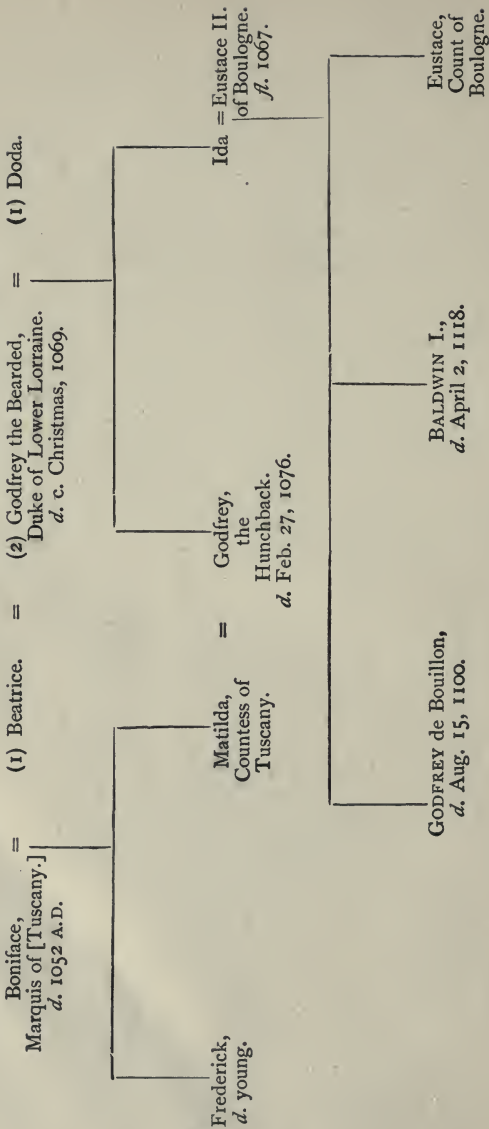 Boniface, = (1) Beatrice. = (2) Godfrey the Bearded, = (1) Doda.
Marquis of [Tuscany.] Duke of Lower Lorraine.
d. 1052 A.D. d. c. Christmas, 1069.
Frederick, Matilda, = Godfrey, Ida = Eustace II.
d. young. Countess of the of Boulogne.
Tuscany. Hunchback. fl. 1067.
d. Feb. 27, 1076.
GODFREY de Bouillon, BALDWIN I., Eustace,
d. Aug. 15, 1100. d. April 2, 1118. Count of
Boulogne.